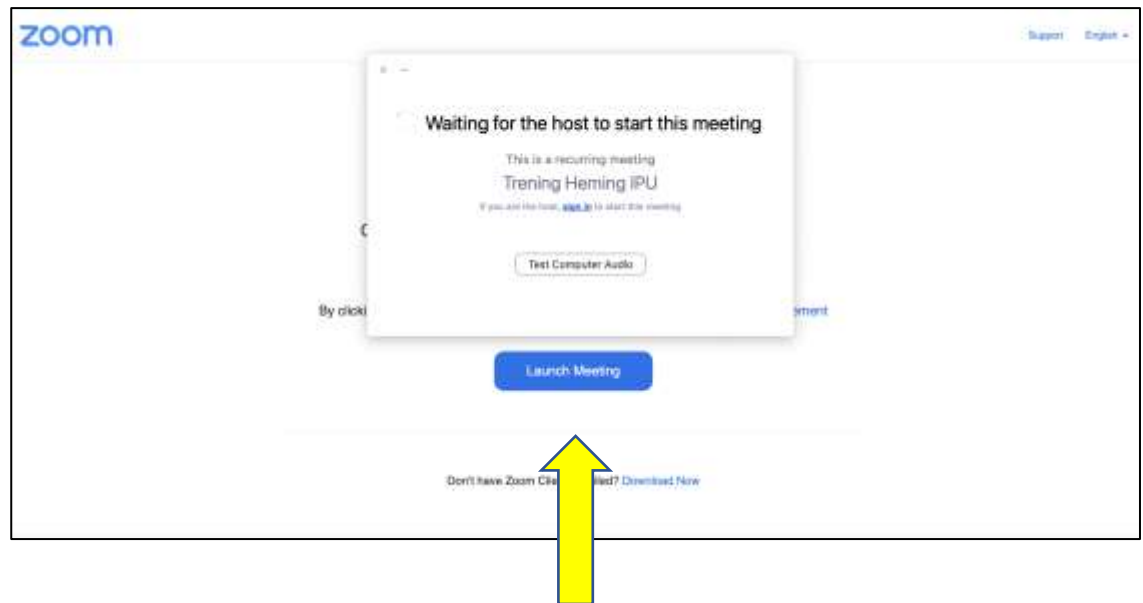 zoom
Support English
Waiting for the host to start this meeting
This is a recurring meeting
Trening Heming IPU
If you are the host, sign in to start this meeting
Test Computer Audio
By clicki
ement
Launch Meeting
Don't have Zoom Clie lled? Download Now